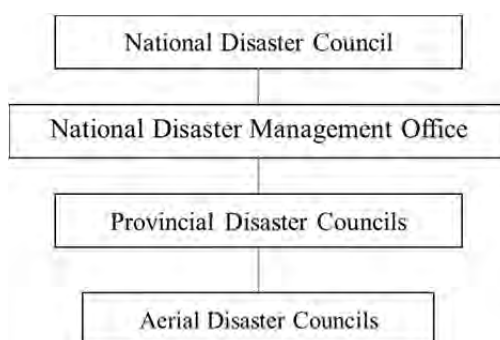 National Disaster Council
National Disaster Management Office
Provincial Disaster Councils
Aerial Disaster Councils